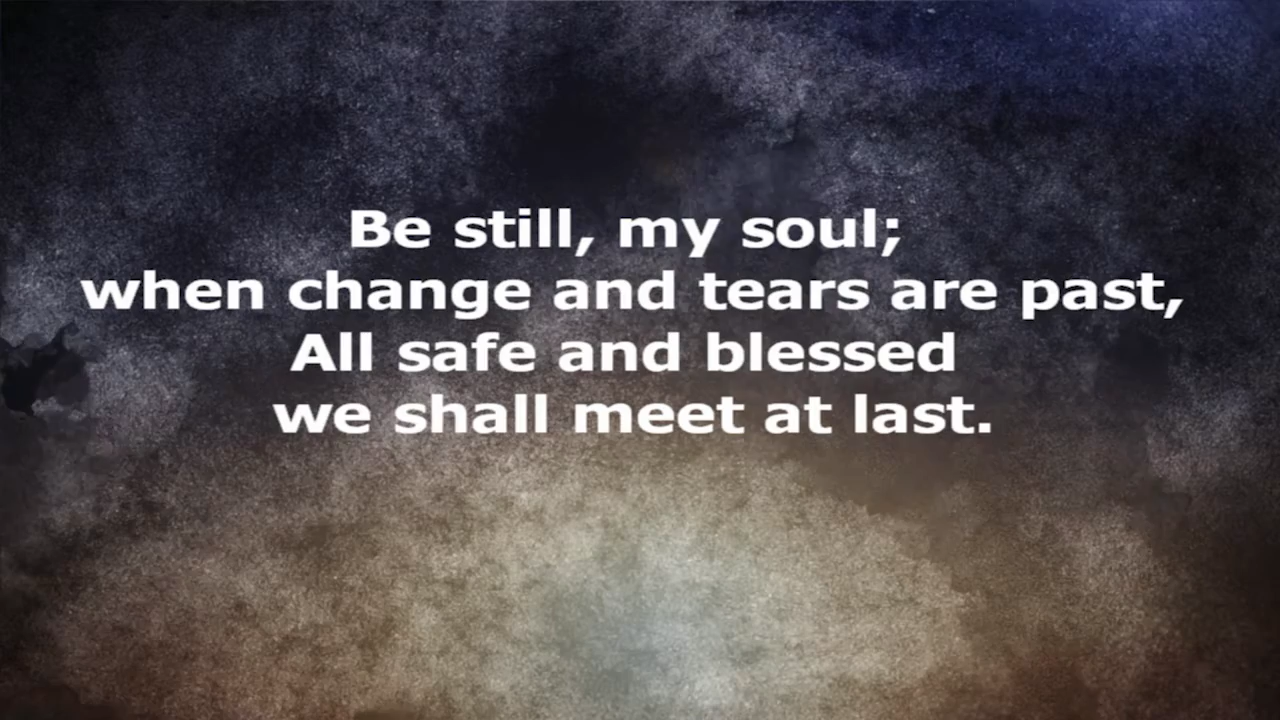 Be still, my soul;
when change and tears are past,
All safe and blessed
we shall meet at last.